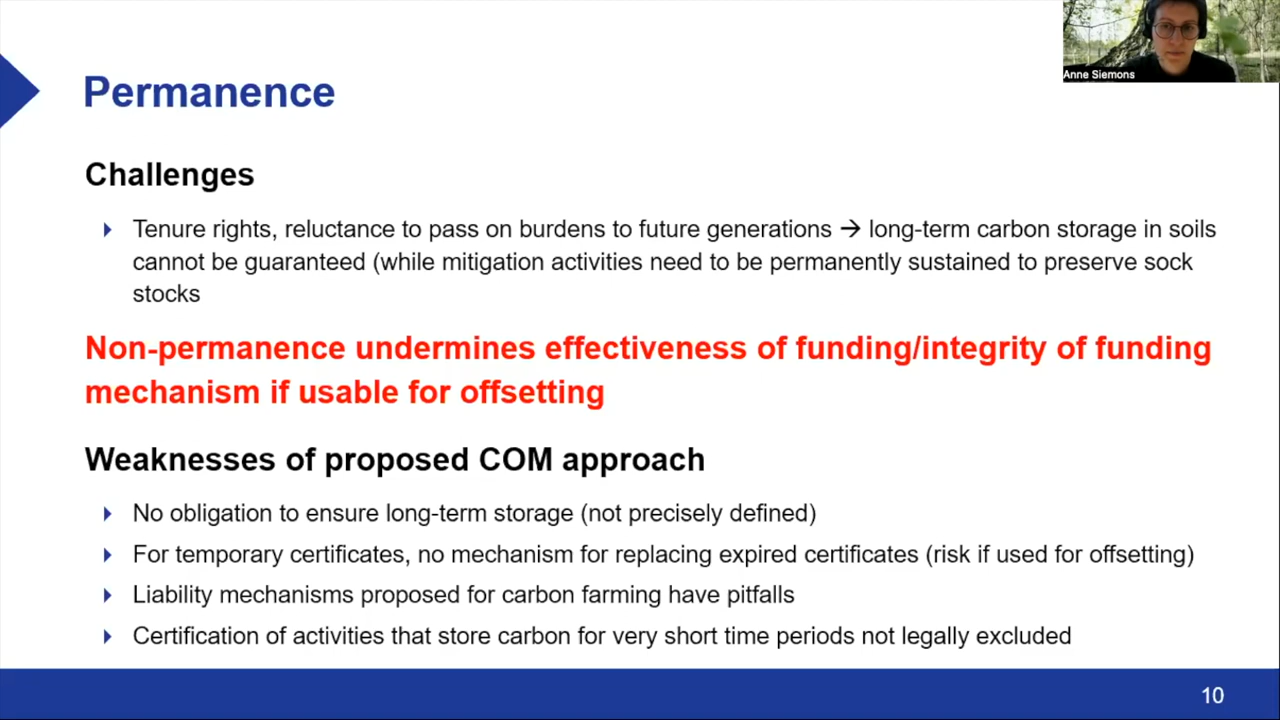 Anne Siemons
Permanence
Challenges
Tenure rights, reluctance to pass on burdens to future generations → long-term carbon storage in soils
cannot be guaranteed (while mitigation activities need to be permanently sustained to preserve sock
stocks
Non-permanence undermines effectiveness of funding/integrity of funding
mechanism if usable for offsetting
Weaknesses of proposed COM approach
No obligation to ensure long-term storage (not precisely defined)
For temporary certificates, no mechanism for replacing expired certificates (risk if used for offsetting)
Liability mechanisms proposed for carbon farming have pitfalls
Certification of activities that store carbon for very short time periods not legally excluded
10